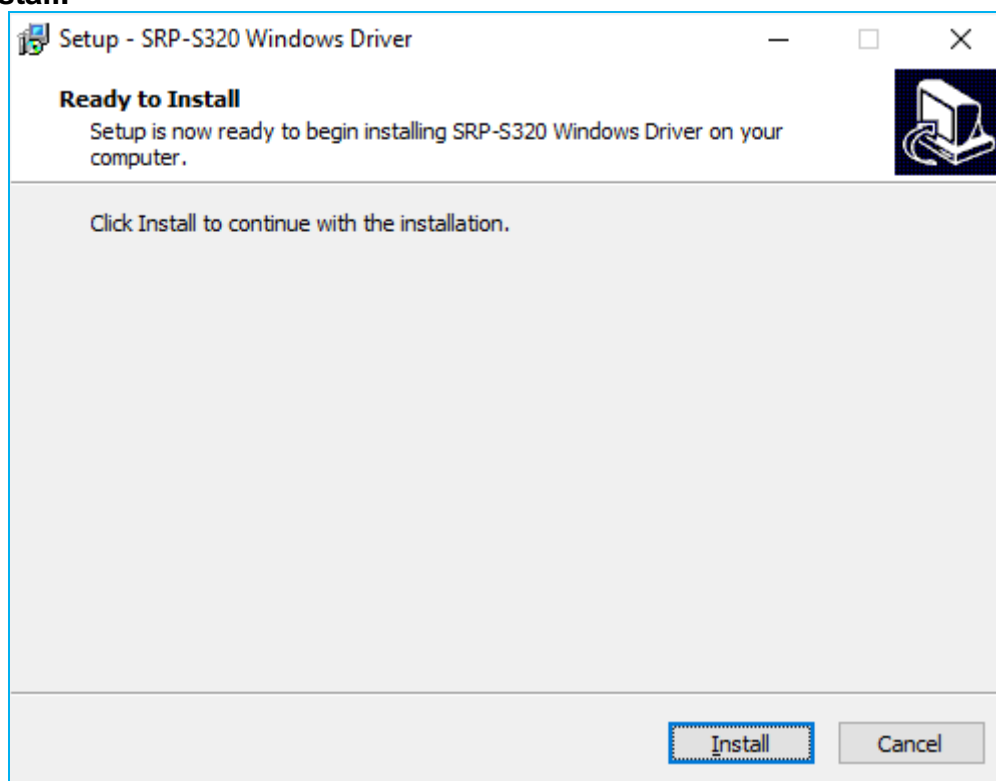 Setup - SRP-S320 Windows Driver
Ready to Install
Setup is now ready to begin installing SRP-S320 Windows Driver on your
computer.
Click Install to continue with the installation.
Install
Cancel